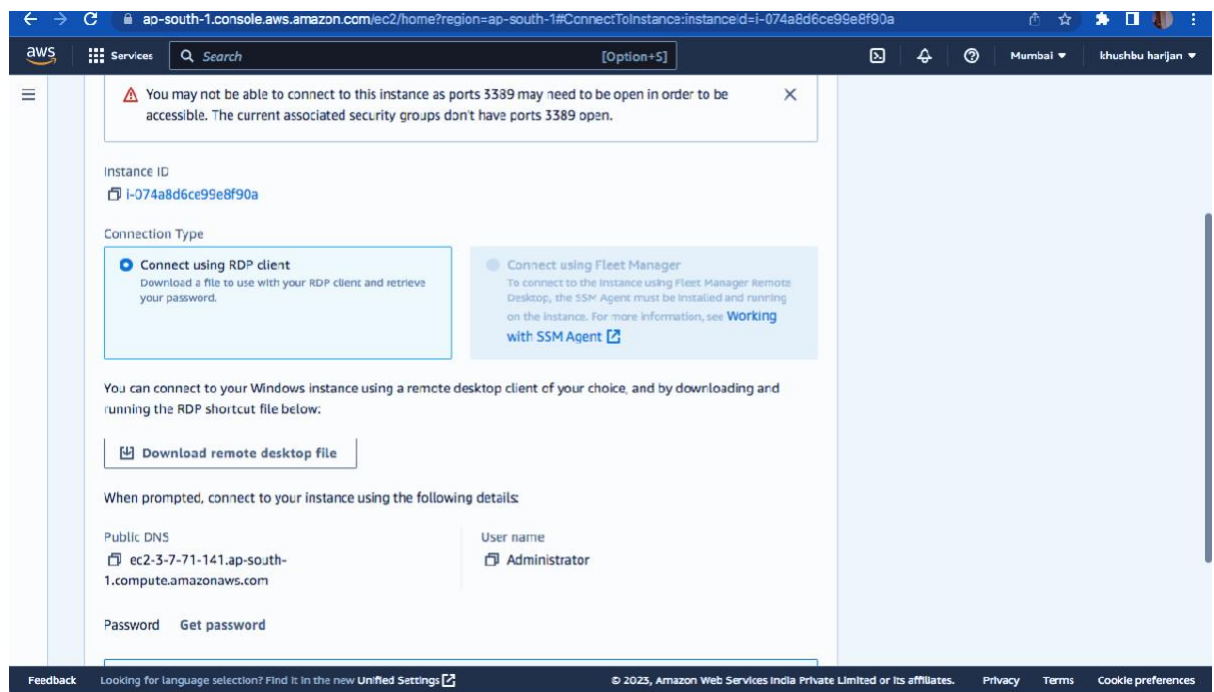 ap-south-1.console.aws.amazon.com/ec2/home?region=ap-south-1#ConnectToInstance:instanceId=i-074a8d6ce99e8f90a
aws Services Search [Option+S] Mumbai khushbu harijan
You may not be able to connect to this instance as ports 3389 may need to be open in order to be
accessible. The current associated security groups don't have ports 3389 open.
Instance ID
i-074a8d6ce99e8f90a
Connection Type
Connect using RDP client
Download a file to use with your RDP client and retrieve
your password.
Connect using Fleet Manager
To connect to the instance using Fleet Manager Remote
Desktop, the SSM Agent must be installed and running
on the instance. For more information, see Working
with SSM Agent
You can connect to your Windows instance using a remote desktop client of your choice, and by downloading and
running the RDP shortcut file below:
Download remote desktop file
When prompted, connect to your instance using the following details:
Public DNS
ec2-3-7-71-141.ap-south-
1.compute.amazonaws.com
User name
Administrator
Password Get password
Feedback Looking for language selection? Find it in the new Unified Settings © 2023, Amazon Web Services India Private Limited or its affiliates. Privacy Terms Cookie preferences